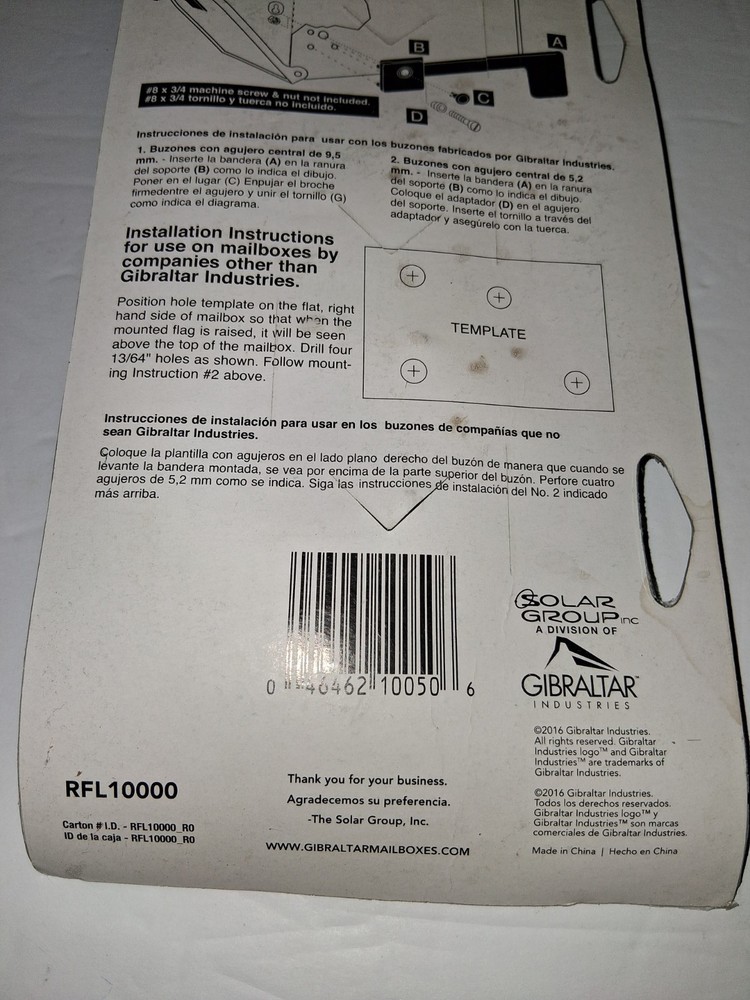 B
A
C
D
#8 x 3/4 machine screw & nut not included.
#8 x 3/4 tornillo y tuerca no incluido.
Instrucciones de instalación para usar con los buzones fabricados por Gibraltar Industries.
1. Buzones con agujero central de 9,5
mm. - Inserte la bandera (A) en la ranura
del soporte (B) como lo indica el dibujo.
Poner en el lugar (C) Enpujar el broche
firmedentre el agujero y unir el tornillo (G)
como indica el diagrama.
2. Buzones con agujero central de 5,2
mm. - Inserte la bandera (A) en la ranura
del soporte (B) como lo indica el dibujo.
Coloque el adaptador (D) en el agujero
del soporte. Inserte el tornillo a través del
adaptador y asegúrelo con la tuerca.
Installation Instructions
for use on mailboxes by
companies other than
Gibraltar Industries.
Position hole template on the flat, right
hand side of mailbox so that when the
mounted flag is raised, it will be seen
above the top of the mailbox. Drill four
13/64" holes as shown. Follow mount-
ing Instruction #2 above.
TEMPLATE
Instrucciones de instalación para usar en los buzones de compañías que no
sean Gibraltar Industries.
Coloque la plantilla con agujeros en el lado plano derecho del buzón de manera que cuando se
levante la bandera montada, se vea por encima de la parte superior del buzón. Perfore cuatro
agujeros de 5,2 mm como se indica. Siga las instrucciones de instalación del No. 2 indicado
más arriba.
0 46462 10050 6
SOLAR
GROUP inc
A DIVISION OF
GIBRALTAR™
INDUSTRIES
©2016 Gibraltar Industries.
All rights reserved. Gibraltar
Industries logo™ and Gibraltar
Industries™ are trademarks of
Gibraltar Industries.
©2016 Gibraltar Industries.
Todos los derechos reservados.
Gibraltar Industries logo™ y
Gibraltar Industries™ son marcas
comerciales de Gibraltar Industries.
Made in China | Hecho en China
RFL10000
Carton # I.D. - RFL10000_R0
ID de la caja - RFL10000_R0
Thank you for your business.
Agradecemos su preferencia.
-The Solar Group, Inc.
WWW.GIBRALTARMAILBOXES.COM